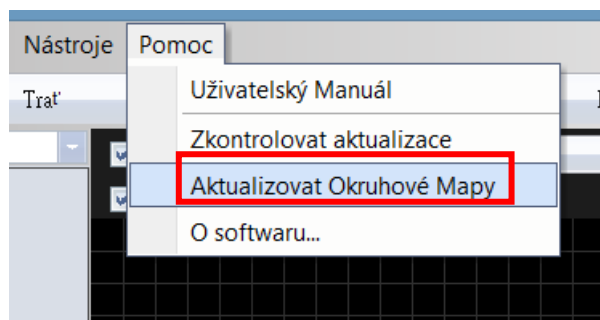 Nástroje Pomoc
Trať
Uživatelský Manuál
Zkontrolovat aktualizace
Aktualizovat Okruhové Mapy
O softwaru...